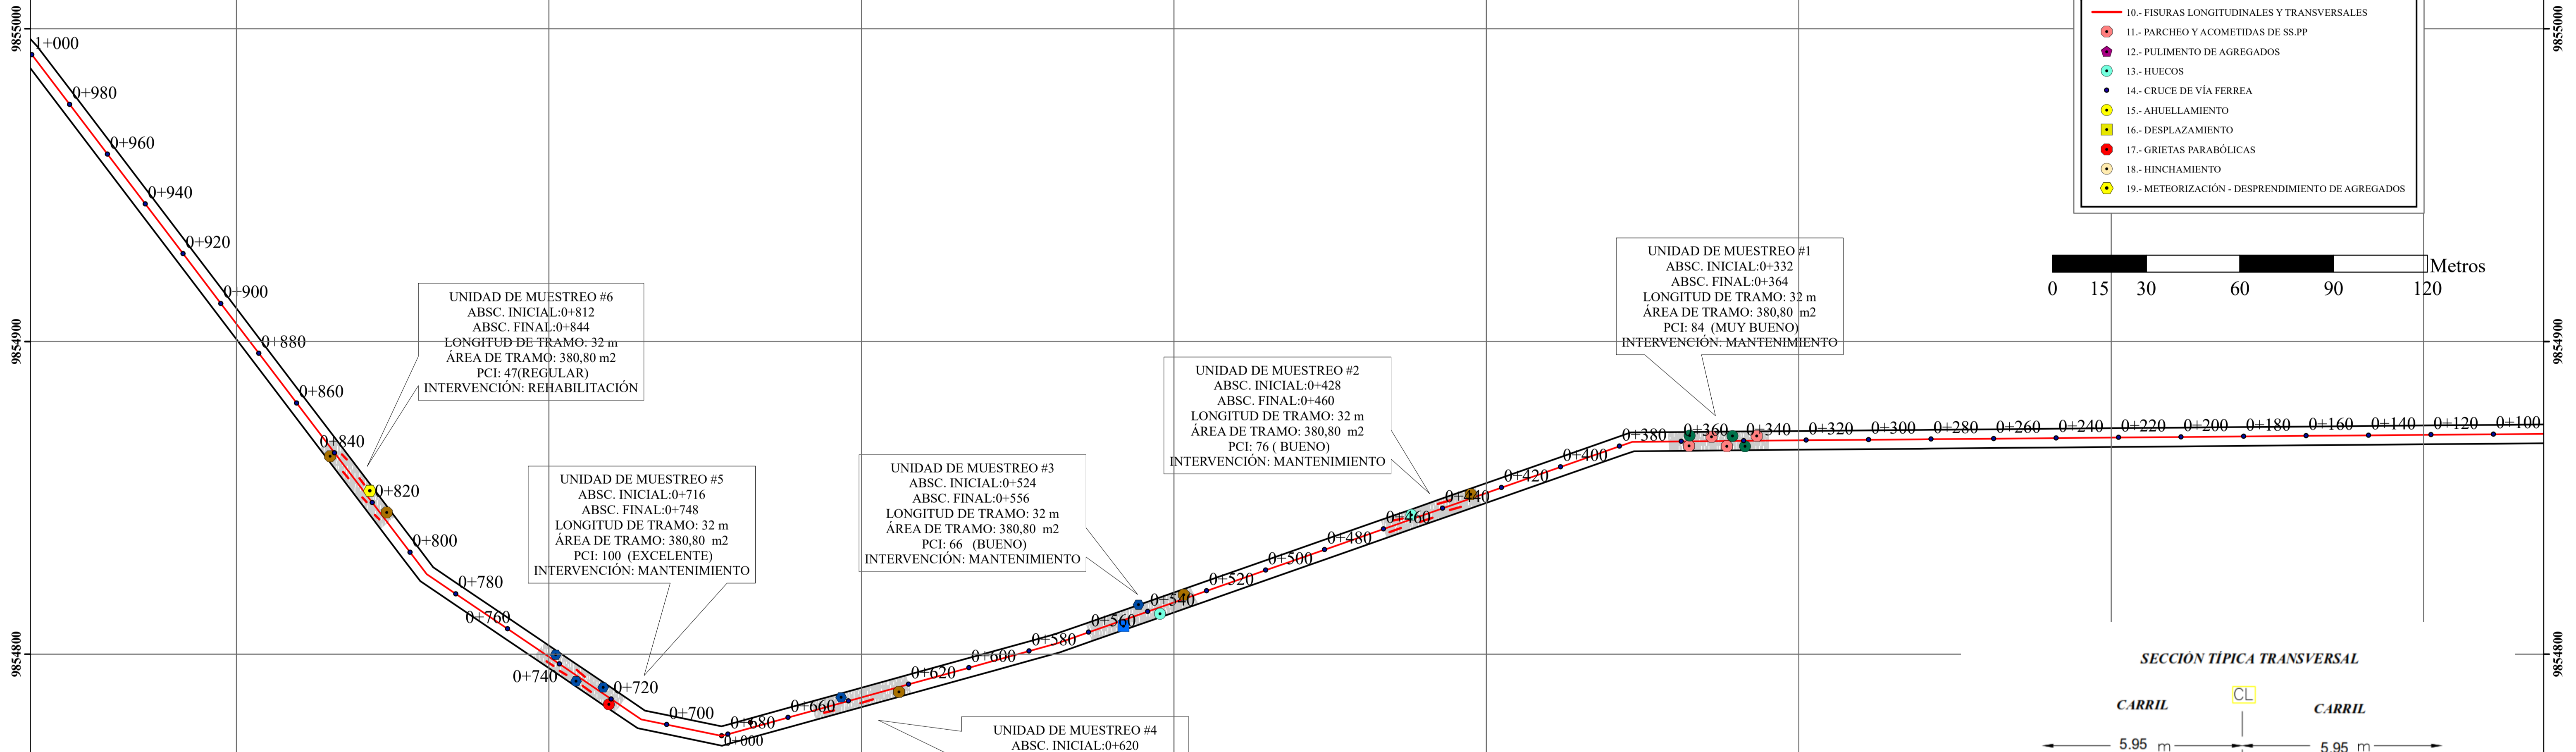 9855000
9854900
9854800
9855000
9854900
9854800
10.- FISURAS LONGITUDINALES Y TRANSVERSALES
11.- PARCHEO Y ACOMETIDAS DE SS.PP
12.- PULIMENTO DE AGREGADOS
13.- HUECOS
14.- CRUCE DE VÍA FERREA
15.- AHUELLAMIENTO
16.- DESPLAZAMIENTO
17.- GRIETAS PARABÓLICAS
18.- HINCHAMIENTO
19.- METEORIZACIÓN - DESPRENDIMIENTO DE AGREGADOS
Metros
0 15 30 60 90 120
1+000
0+980
0+960
0+940
0+920
0+900
0+880
0+860
0+840
0+820
0+800
0+780
0+760
0+740
0+720
0+700
0+680
0+000
0+660
0+620
0+600
0+580
0+560
0+540
0+520
0+500
0+480
0+460
0+440
0+420
0+400
0+380
0+360
0+340
0+320
0+300
0+280
0+260
0+240
0+220
0+200
0+180
0+160
0+140
0+120
0+100
UNIDAD DE MUESTREO #6
ABSC. INICIAL:0+812
ABSC. FINAL:0+844
LONGITUD DE TRAMO: 32 m
ÁREA DE TRAMO: 380,80 m2
PCI: 47(REGULAR)
INTERVENCIÓN: REHABILITACIÓN
UNIDAD DE MUESTREO #5
ABSC. INICIAL:0+716
ABSC. FINAL:0+748
LONGITUD DE TRAMO: 32 m
ÁREA DE TRAMO: 380,80 m2
PCI: 100 (EXCELENTE)
INTERVENCIÓN: MANTENIMIENTO
UNIDAD DE MUESTREO #3
ABSC. INICIAL:0+524
ABSC. FINAL:0+556
LONGITUD DE TRAMO: 32 m
ÁREA DE TRAMO: 380,80 m2
PCI: 66 (BUENO)
INTERVENCIÓN: MANTENIMIENTO
UNIDAD DE MUESTREO #2
ABSC. INICIAL:0+428
ABSC. FINAL:0+460
LONGITUD DE TRAMO: 32 m
ÁREA DE TRAMO: 380,80 m2
PCI: 76 ( BUENO)
INTERVENCIÓN: MANTENIMIENTO
UNIDAD DE MUESTREO #1
ABSC. INICIAL:0+332
ABSC. FINAL:0+364
LONGITUD DE TRAMO: 32 m
ÁREA DE TRAMO: 380,80 m2
PCI: 84 (MUY BUENO)
INTERVENCIÓN: MANTENIMIENTO
UNIDAD DE MUESTREO #4
ABSC. INICIAL:0+620
SECCIÓN TÍPICA TRANSVERSAL
CARRIL CL CARRIL
5.95 m 5.95 m